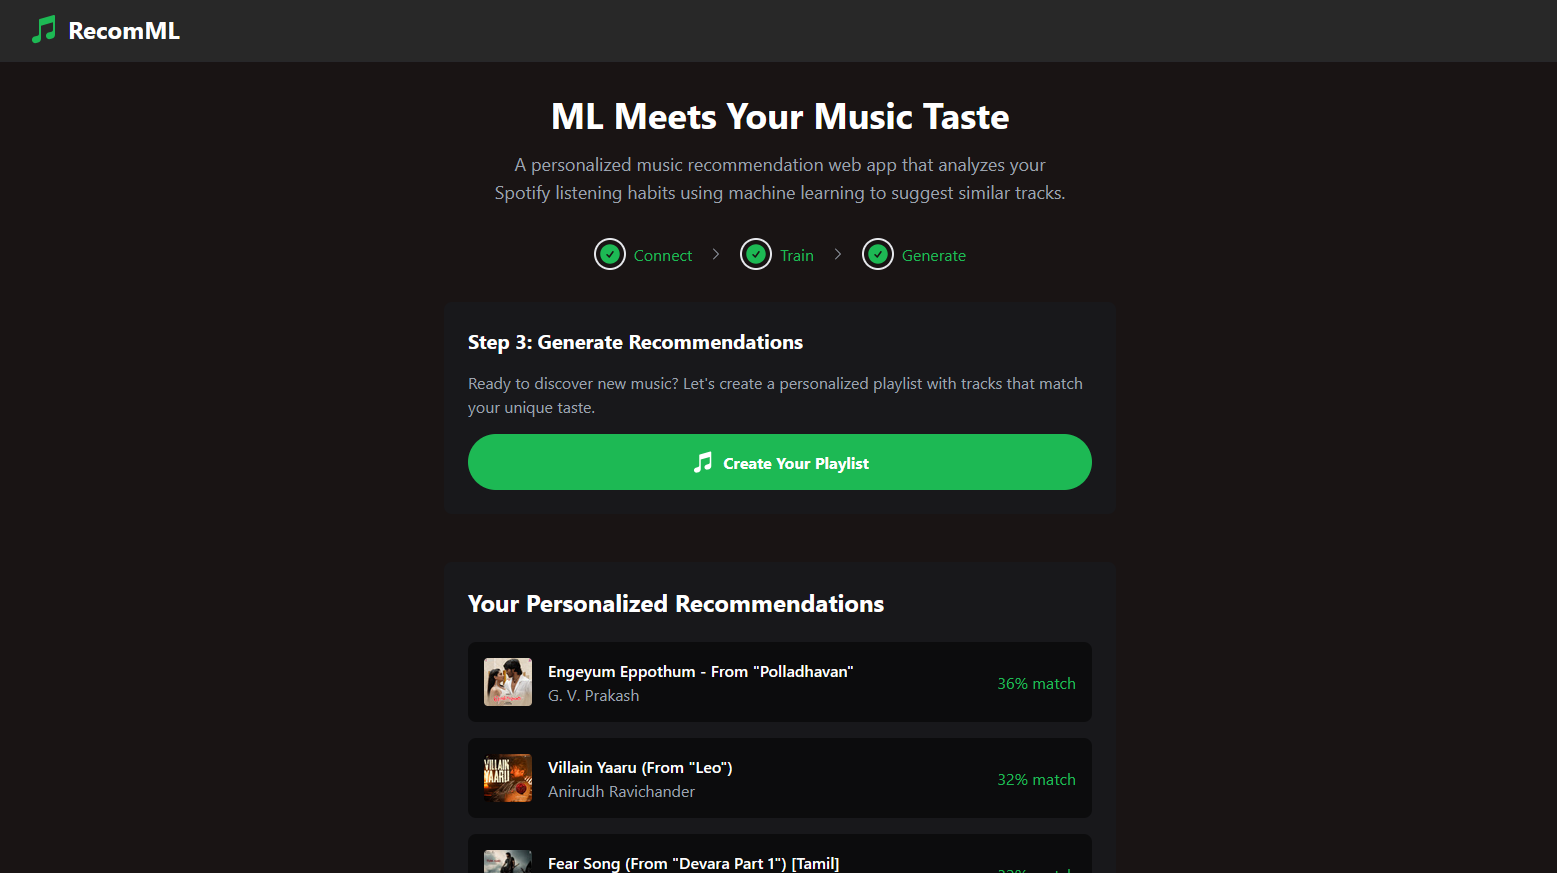 RecomML
ML Meets Your Music Taste
A personalized music recommendation web app that analyzes your
Spotify listening habits using machine learning to suggest similar tracks.
Connect > Train > Generate
Step 3: Generate Recommendations
Ready to discover new music? Let's create a personalized playlist with tracks that match
your unique taste.
Create Your Playlist
Your Personalized Recommendations
Engeyum Eppothum - From "Polladhavan"
G. V. Prakash
36% match
VILLAIN
YAARU
Villain Yaaru (From "Leo")
Anirudh Ravichander
32% match
Fear Song (From "Devara Part 1") [Tamil]